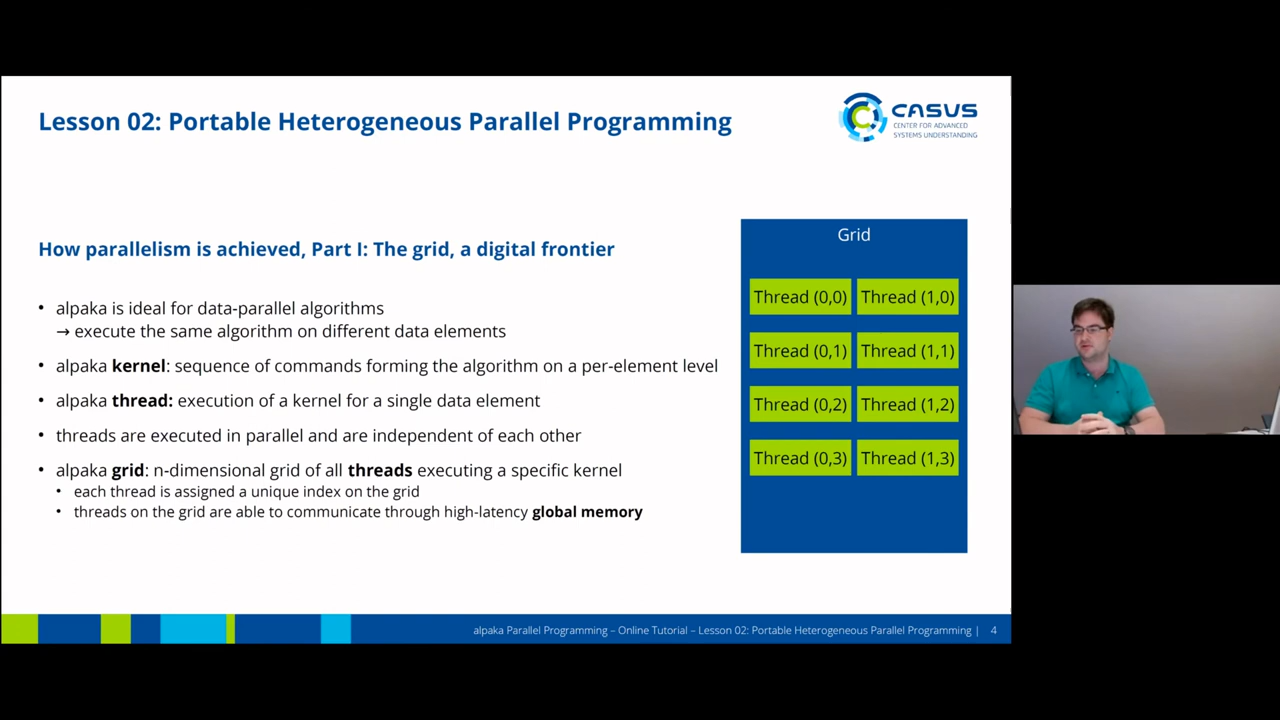 Lesson 02: Portable Heterogeneous Parallel Programming
CASUS
CENTER FOR ADVANCED
SYSTEMS UNDERSTANDING
How parallelism is achieved, Part I: The grid, a digital frontier
• alpaka is ideal for data-parallel algorithms
→ execute the same algorithm on different data elements
• alpaka kernel: sequence of commands forming the algorithm on a per-element level
• alpaka thread: execution of a kernel for a single data element
• threads are executed in parallel and are independent of each other
• alpaka grid: n-dimensional grid of all threads executing a specific kernel
• each thread is assigned a unique index on the grid
• threads on the grid are able to communicate through high-latency global memory
Grid
Thread (0,0) Thread (1,0)
Thread (0,1) Thread (1,1)
Thread (0,2) Thread (1,2)
Thread (0,3) Thread (1,3)
alpaka Parallel Programming – Online Tutorial – Lesson 02: Portable Heterogeneous Parallel Programming | 4